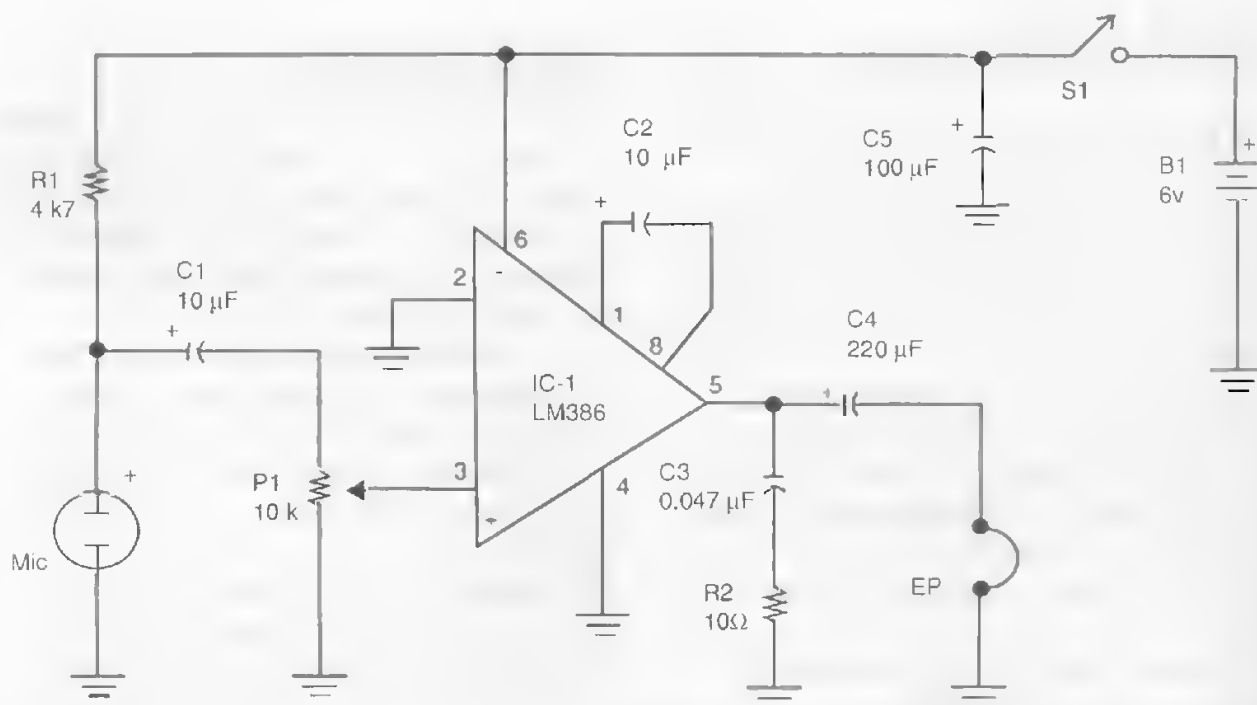 S1
C2
10 µF
C5
100 µF
+
B1
6v
+
R1
4 k7
+
6
-
2
1
C1
10 µF
+
8
C4
220 µF
5
IC-1
LM386
+
3
+
4
P1
10 k
C3
0.047 µF
+
Mic
R2
10Ω
EP